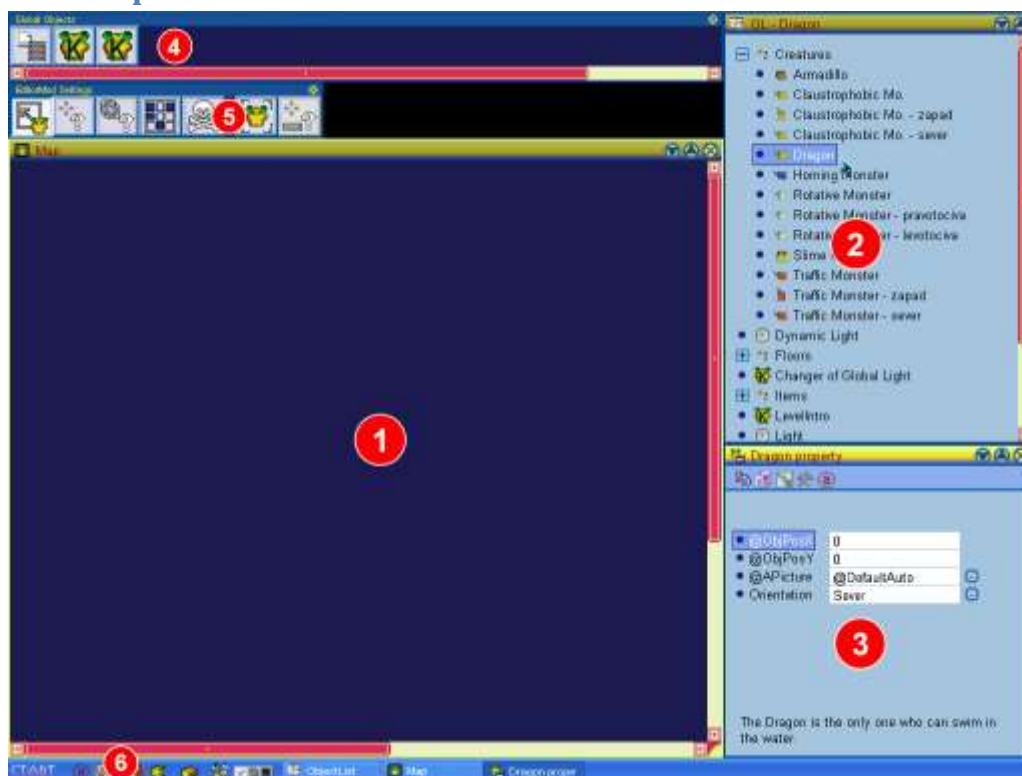 Global Objects
4
5
Map
1
OL - Dragon
Creatures
Armadillo
Claustrophobic Mo.
Claustrophobic Mo. - zapad
Claustrophobic Mo. - sever
Dragon
Homing Monster
Rotative Monster
Rotative Monster - pravotociva
- levotociva
2
Slime
Traffic Monster
Traffic Monster - zapad
Traffic Monster - sever
Dynamic Light
Floors
Changer of Global Light
Items
LevelIntro
Light
Dragon property
@ObjPosX 0
@ObjPosY 0
@APicture @DefaultAuto
Orientation Sever
3
The Dragon is the only one who can swim in
the water
START 6 ObjectList Map Dragon proper